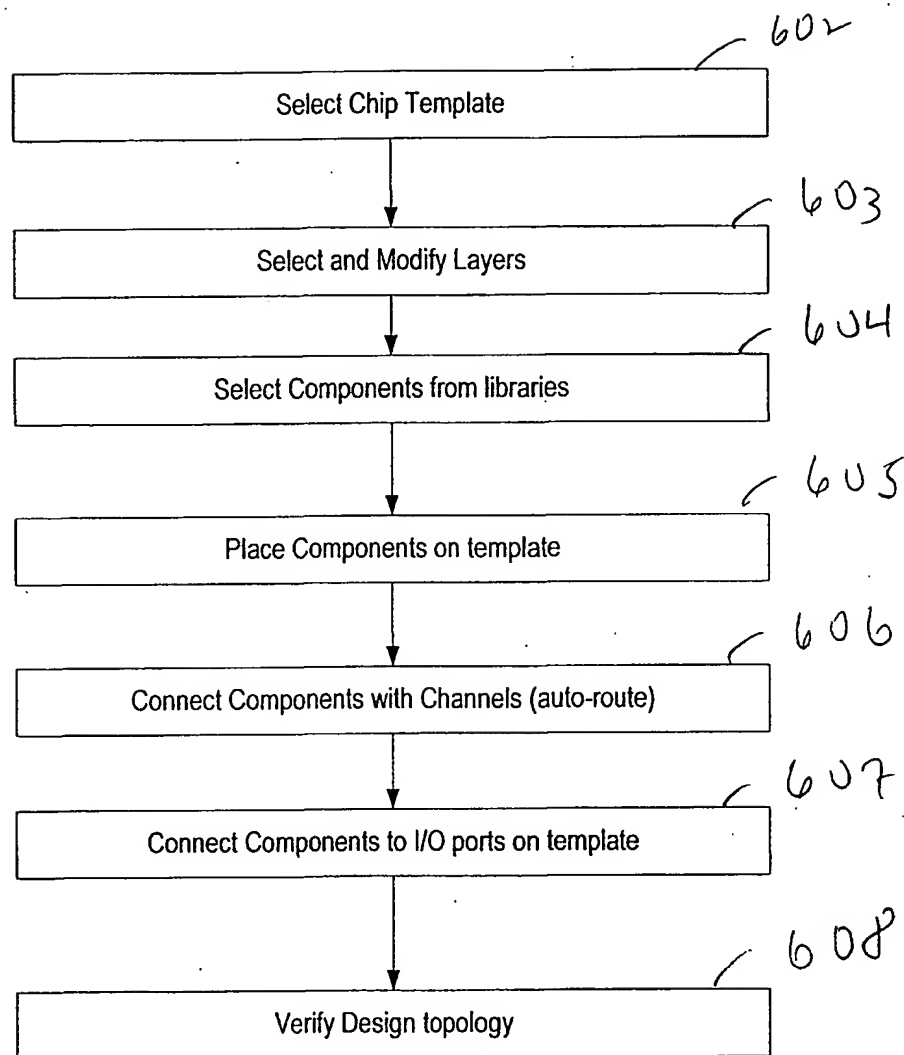 602
Select Chip Template
603
Select and Modify Layers
604
Select Components from libraries
605
Place Components on template
606
Connect Components with Channels (auto-route)
607
Connect Components to I/O ports on template
608
Verify Design topology